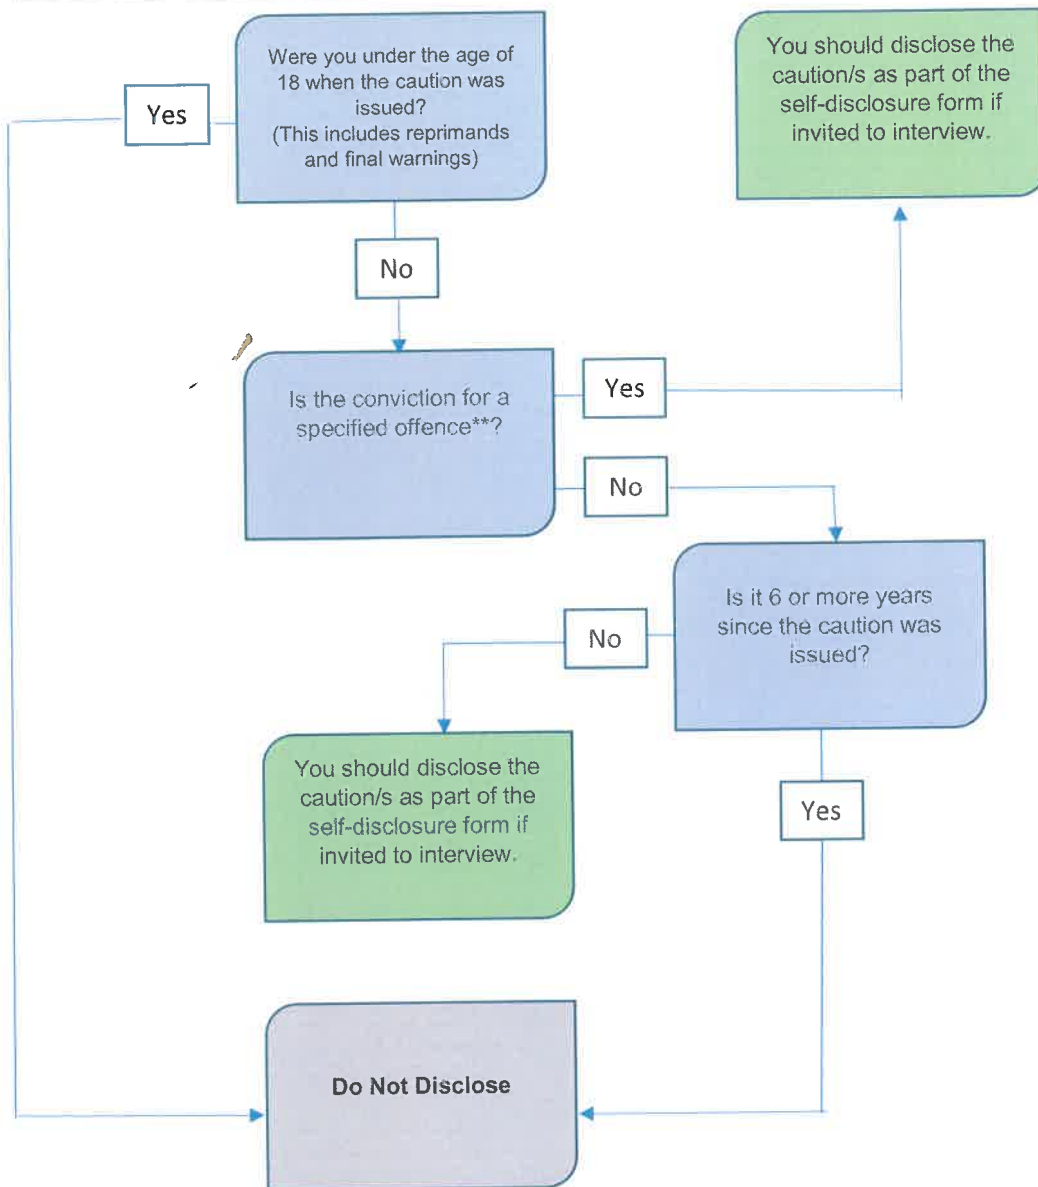 Were you under the age of
18 when the caution was
issued?
(This includes reprimands
and final warnings)
You should disclose the
caution/s as part of the
self-disclosure form if
invited to interview.
Yes
No
Is the conviction for a
specified offence**?
Yes
No
Is it 6 or more years
since the caution was
issued?
No
You should disclose the
caution/s as part of the
self-disclosure form if
invited to interview.
Yes
Do Not Disclose